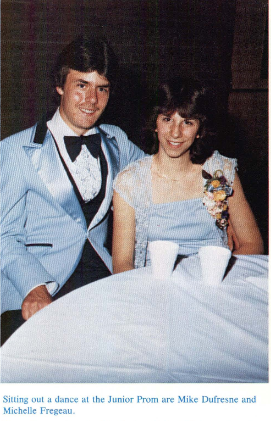 Sitting out a dance at the Junior Prom are Mike Dufresne and
Michelle Fregeau.